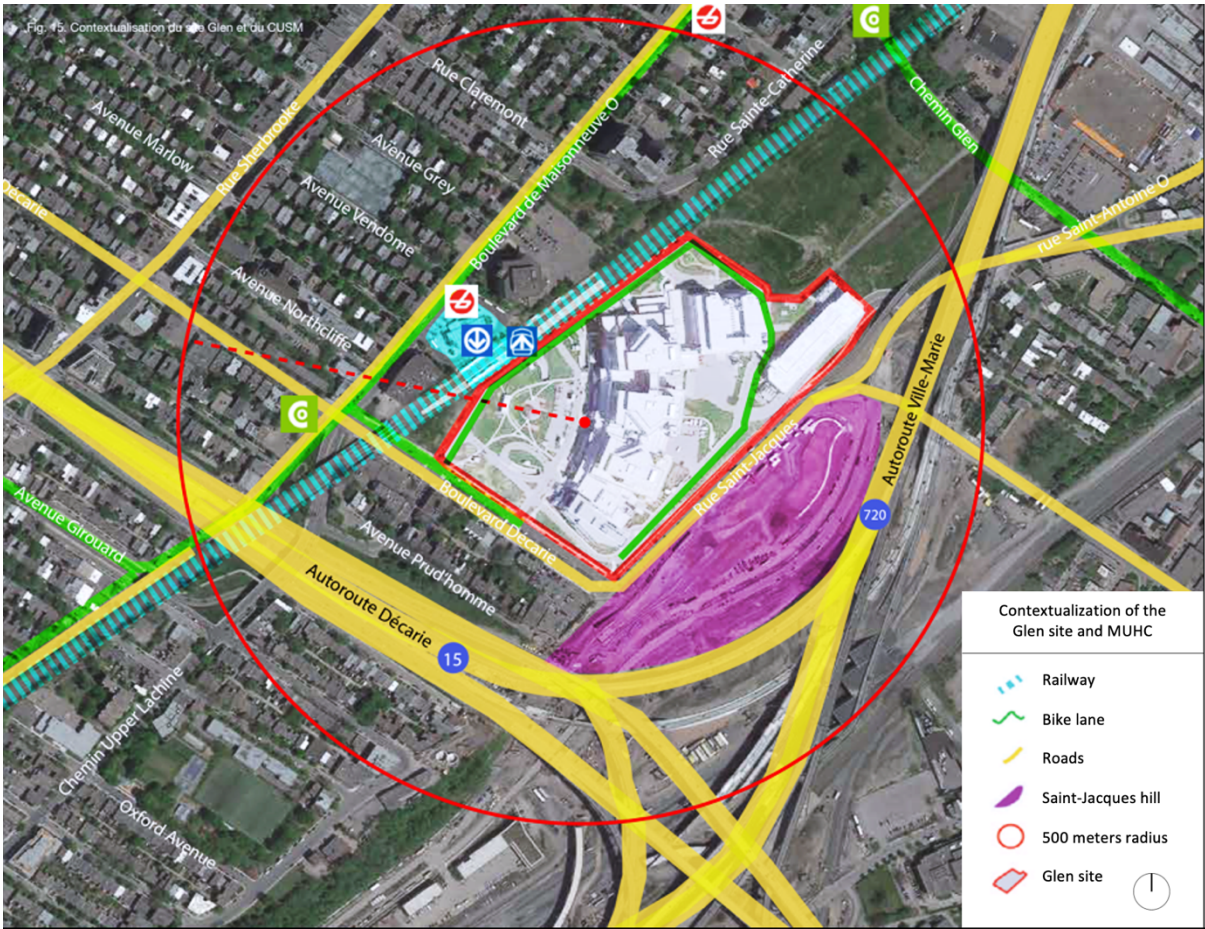 Fig. 15: Contextualisation du site Glen et du CUSM
Rue Claremont
Rue Sainte-Catherine
Avenue Marlow
Rue Sherbrooke
Avenue Grey
Boulevard de Maisonneuve O
Chemin Glen
Décarie
Avenue Vendôme
rue Saint-Antoine O
Avenue Northcliffe
Autoroute Ville-Marie
Rue Saint-Jacques
Boulevard Décarie
720
Avenue Girouard
Avenue Prud'homme
Autoroute Décarie
15
Chemin Upper Lachine
Oxford Avenue
Contextualization of the
Glen site and MUHC
Railway
Bike lane
Roads
Saint-Jacques hill
500 meters radius
Glen site